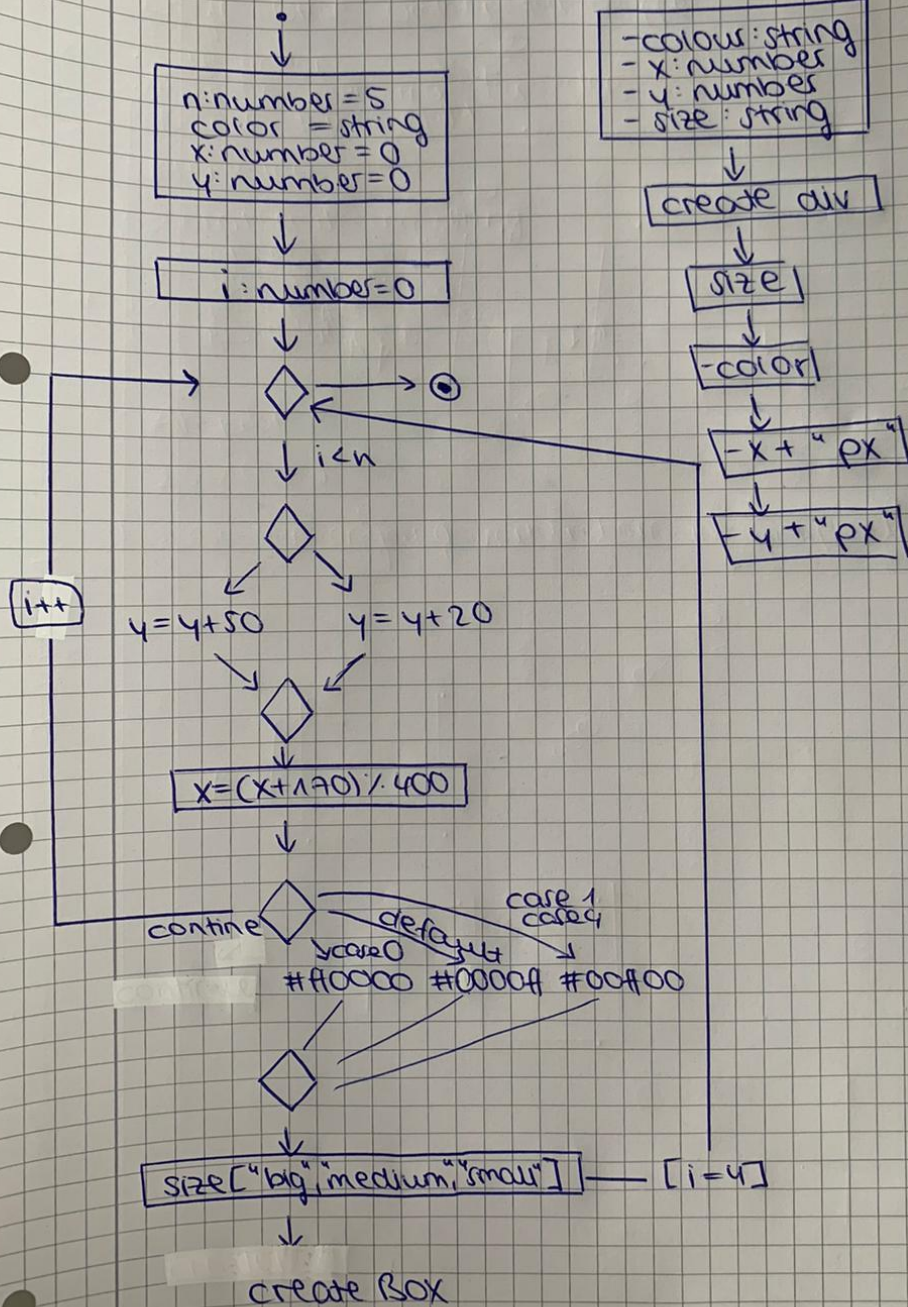 n:number=5
color =string
x:number=0
y:number=0
i:number=0
i<n
i++
y=y+50
y=y+20
x=(x+170)%400
contine
case0
default
case 1
case 4
#ff0000 #0000ff #00ff00
size["big","medium","small"]
[i=4]
create Box
-colour:string
- x:number
- y:number
- size:string
create div
size
-color
-x+"px"
-y+"px"